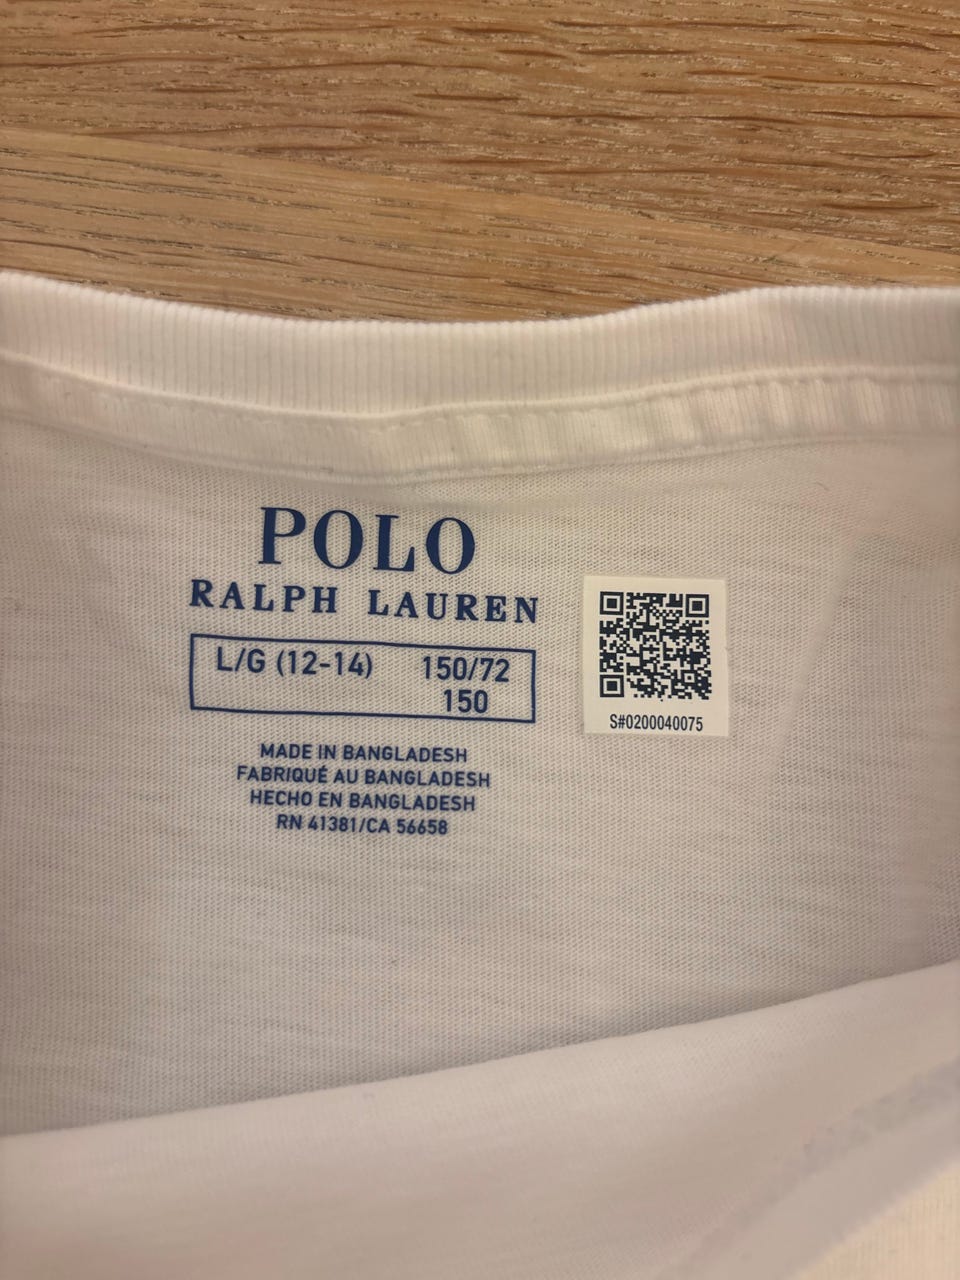 POLO
RALPH LAUREN
L/G (12-14) 150/72
150
MADE IN BANGLADESH
FABRIQUÉ AU BANGLADESH
HECHO EN BANGLADESH
RN 41381/CA 56658
S#0200040075